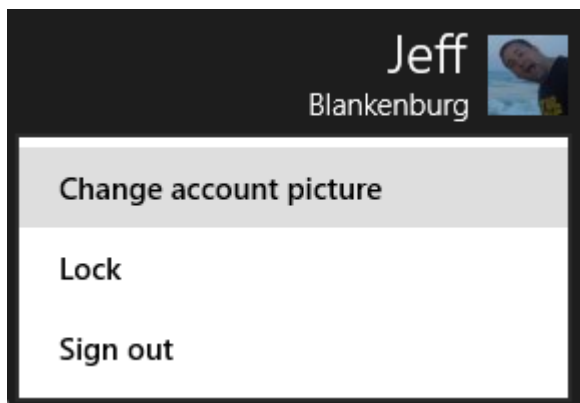 Jeff
Blankenburg
Change account picture
Lock
Sign out